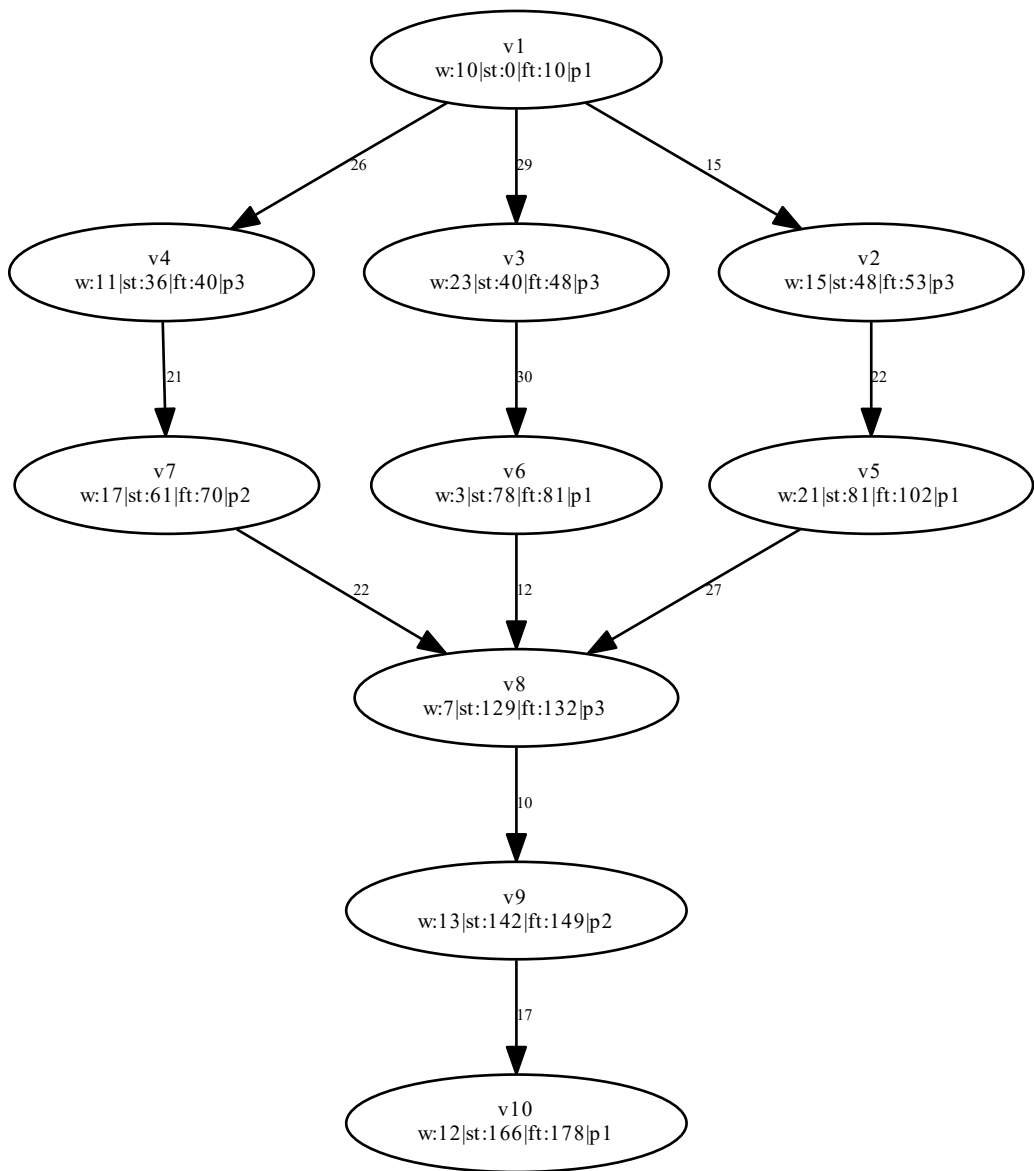 v1
w:10|st:0|ft:10|p1
26
29
15
v4
w:11|st:36|ft:40|p3
v3
w:23|st:40|ft:48|p3
v2
w:15|st:48|ft:53|p3
21
30
22
v7
w:17|st:61|ft:70|p2
v6
w:3|st:78|ft:81|p1
v5
w:21|st:81|ft:102|p1
22
12
27
v8
w:7|st:129|ft:132|p3
10
v9
w:13|st:142|ft:149|p2
17
v10
w:12|st:166|ft:178|p1